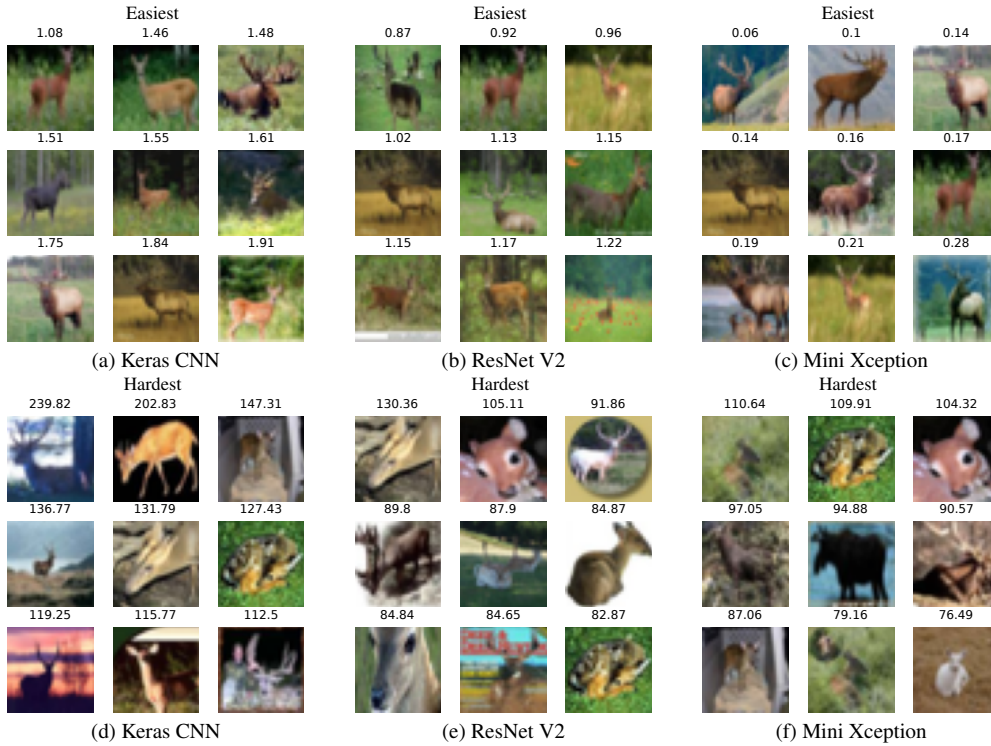 Easiest
1.08 1.46 1.48
1.51 1.55 1.61
1.75 1.84 1.91
(a) Keras CNN
Easiest
0.87 0.92 0.96
1.02 1.13 1.15
1.15 1.17 1.22
(b) ResNet V2
Easiest
0.06 0.1 0.14
0.14 0.16 0.17
0.19 0.21 0.28
(c) Mini Xception
Hardest
239.82 202.83 147.31
136.77 131.79 127.43
119.25 115.77 112.5
(d) Keras CNN
Hardest
130.36 105.11 91.86
89.8 87.9 84.87
84.84 84.65 82.87
(e) ResNet V2
Hardest
110.64 109.91 104.32
97.05 94.88 90.57
87.06 79.16 76.49
(f) Mini Xception